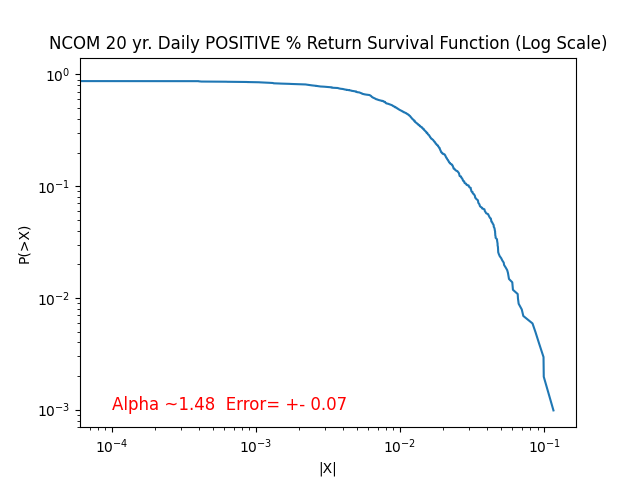 NCOM 20 yr. Daily POSITIVE % Return Survival Function (Log Scale)
10⁰
10⁻¹
10⁻²
10⁻³
P(>X)
Alpha ~1.48  Error= +- 0.07
10⁻⁴ 10⁻³ 10⁻² 10⁻¹
|X|